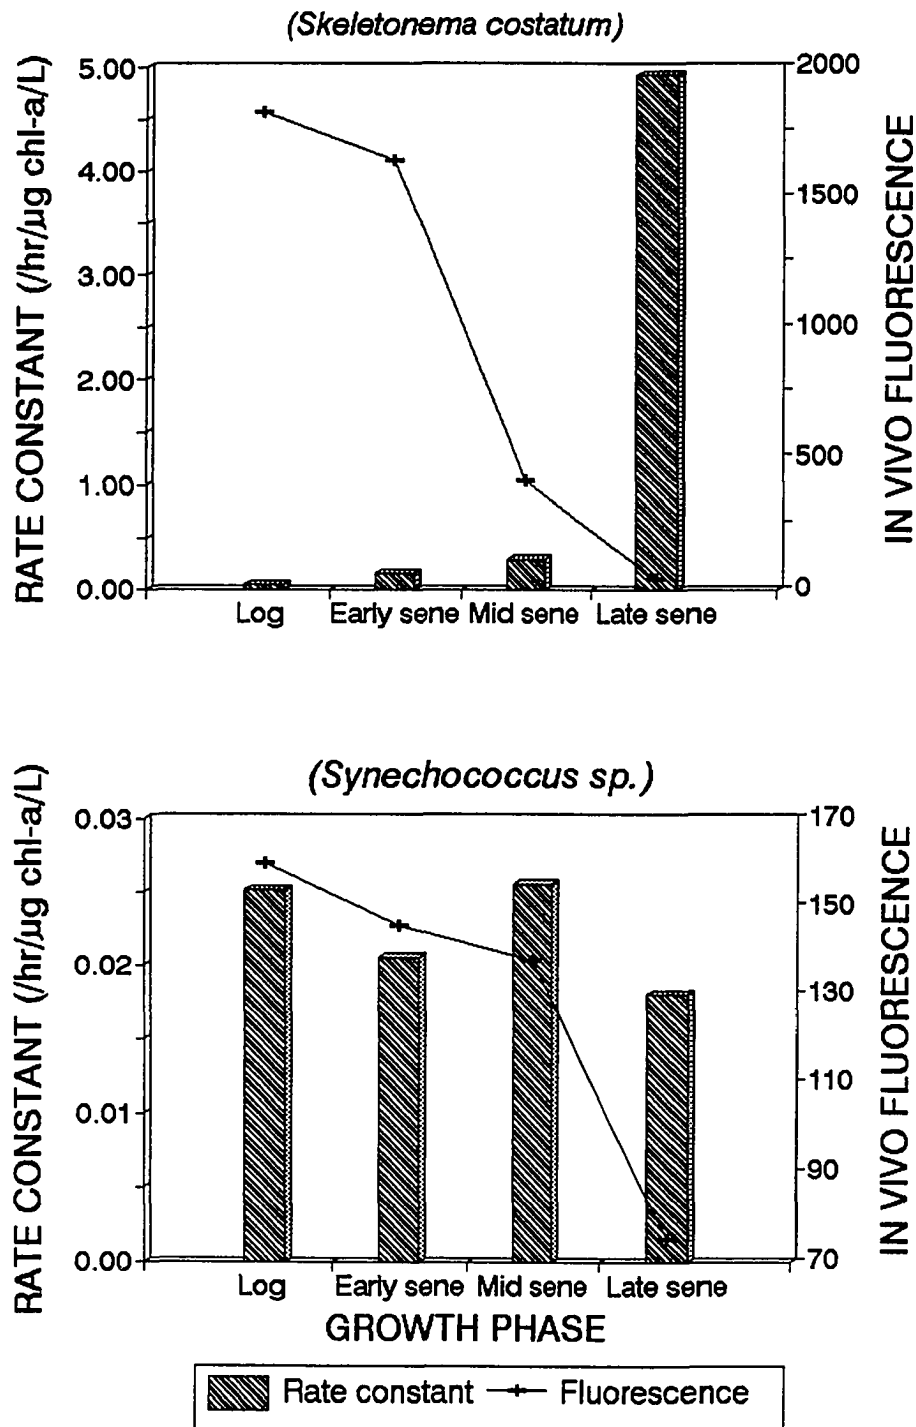 (Skeletonema costatum)
RATE CONSTANT (/hr/µg chl-a/L)
5.00
4.00
3.00
2.00
1.00
0.00
2000
1500
1000
500
0
IN VIVO FLUORESCENCE
Log Early sene Mid sene Late sene
(Synechococcus sp.)
RATE CONSTANT (/hr/µg chl-a/L)
0.03
0.02
0.01
0.00
170
150
130
110
90
70
IN VIVO FLUORESCENCE
Log Early sene Mid sene Late sene
GROWTH PHASE
Rate constant Fluorescence